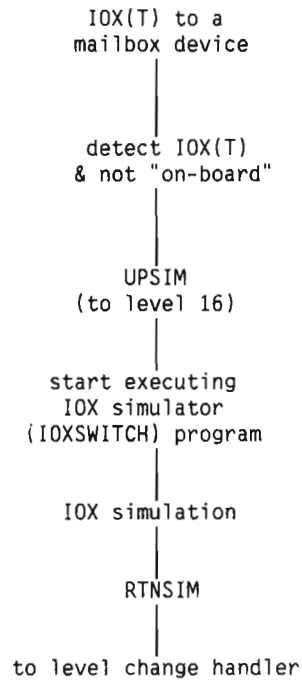 IOX(T) to a
mailbox device
detect IOX(T)
& not "on-board"
UPSIM
(to level 16)
start executing
IOX simulator
(IOXSWITCH) program
IOX simulation
RTNSIM
to level change handler